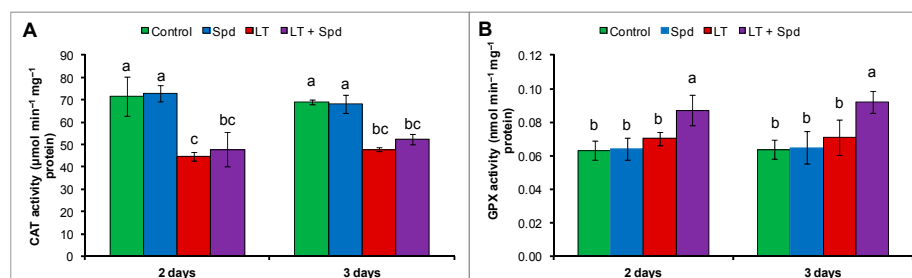 A
Control Spd LT LT + Spd
CAT activity (µmol min⁻¹ mg⁻¹
protein)
90
80
70
60
50
40
30
20
10
0
a a c bc
a a bc bc
2 days 3 days
B
Control Spd LT LT + Spd
GPX activity (nmol min⁻¹ mg⁻¹
protein)
0.12
0.10
0.08
0.06
0.04
0.02
0.00
b b b a
b b b a
2 days 3 days